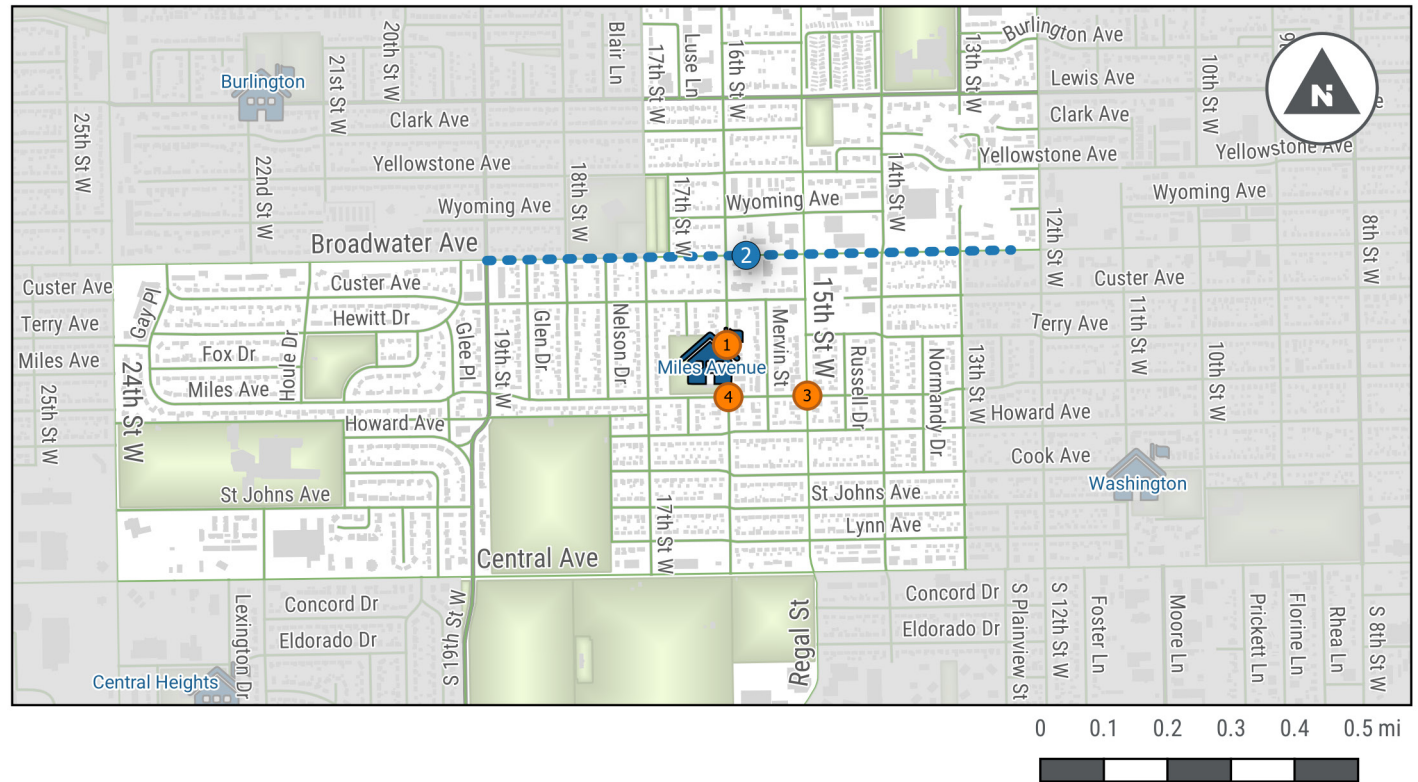 20th St W
Blair Ln
17th St W
Luse Ln
16th St W
13th St W
Burlington Ave
Burlington
21st St W
Lewis Ave
10th St W
N
25th St W
Clark Ave
Clark Ave
22nd St W
Yellowstone Ave
18th St W
14th St W
Yellowstone Ave
Yellowstone Ave
Wyoming Ave
17th St W
Wyoming Ave
Wyoming Ave
Broadwater Ave
2
12th St W
8th St W
Custer Ave
Gay Pl
Custer Ave
15th St W
Custer Ave
Terry Ave
Hewitt Dr
Glee Pl
19th St W
Glen Dr
Nelson Dr
Mervin St
Terry Ave
11th St W
Miles Ave
Fox Dr
Houle Dr
1
Miles Avenue
Russell Dr
Normandy Dr
13th St W
10th St W
25th St W
24th St W
Miles Ave
4
3
Howard Ave
Howard Ave
Cook Ave
St Johns Ave
17th St W
St Johns Ave
Washington
Lynn Ave
Central Ave
Lexington Dr
Concord Dr
S 19th St W
Regal St
Concord Dr
S Plainview St
S 12th St W
Foster Ln
Moore Ln
Prickett Ln
Florine Ln
Rhea Ln
S 8th St W
Eldorado Dr
Eldorado Dr
Central Heights
0 0.1 0.2 0.3 0.4 0.5 mi